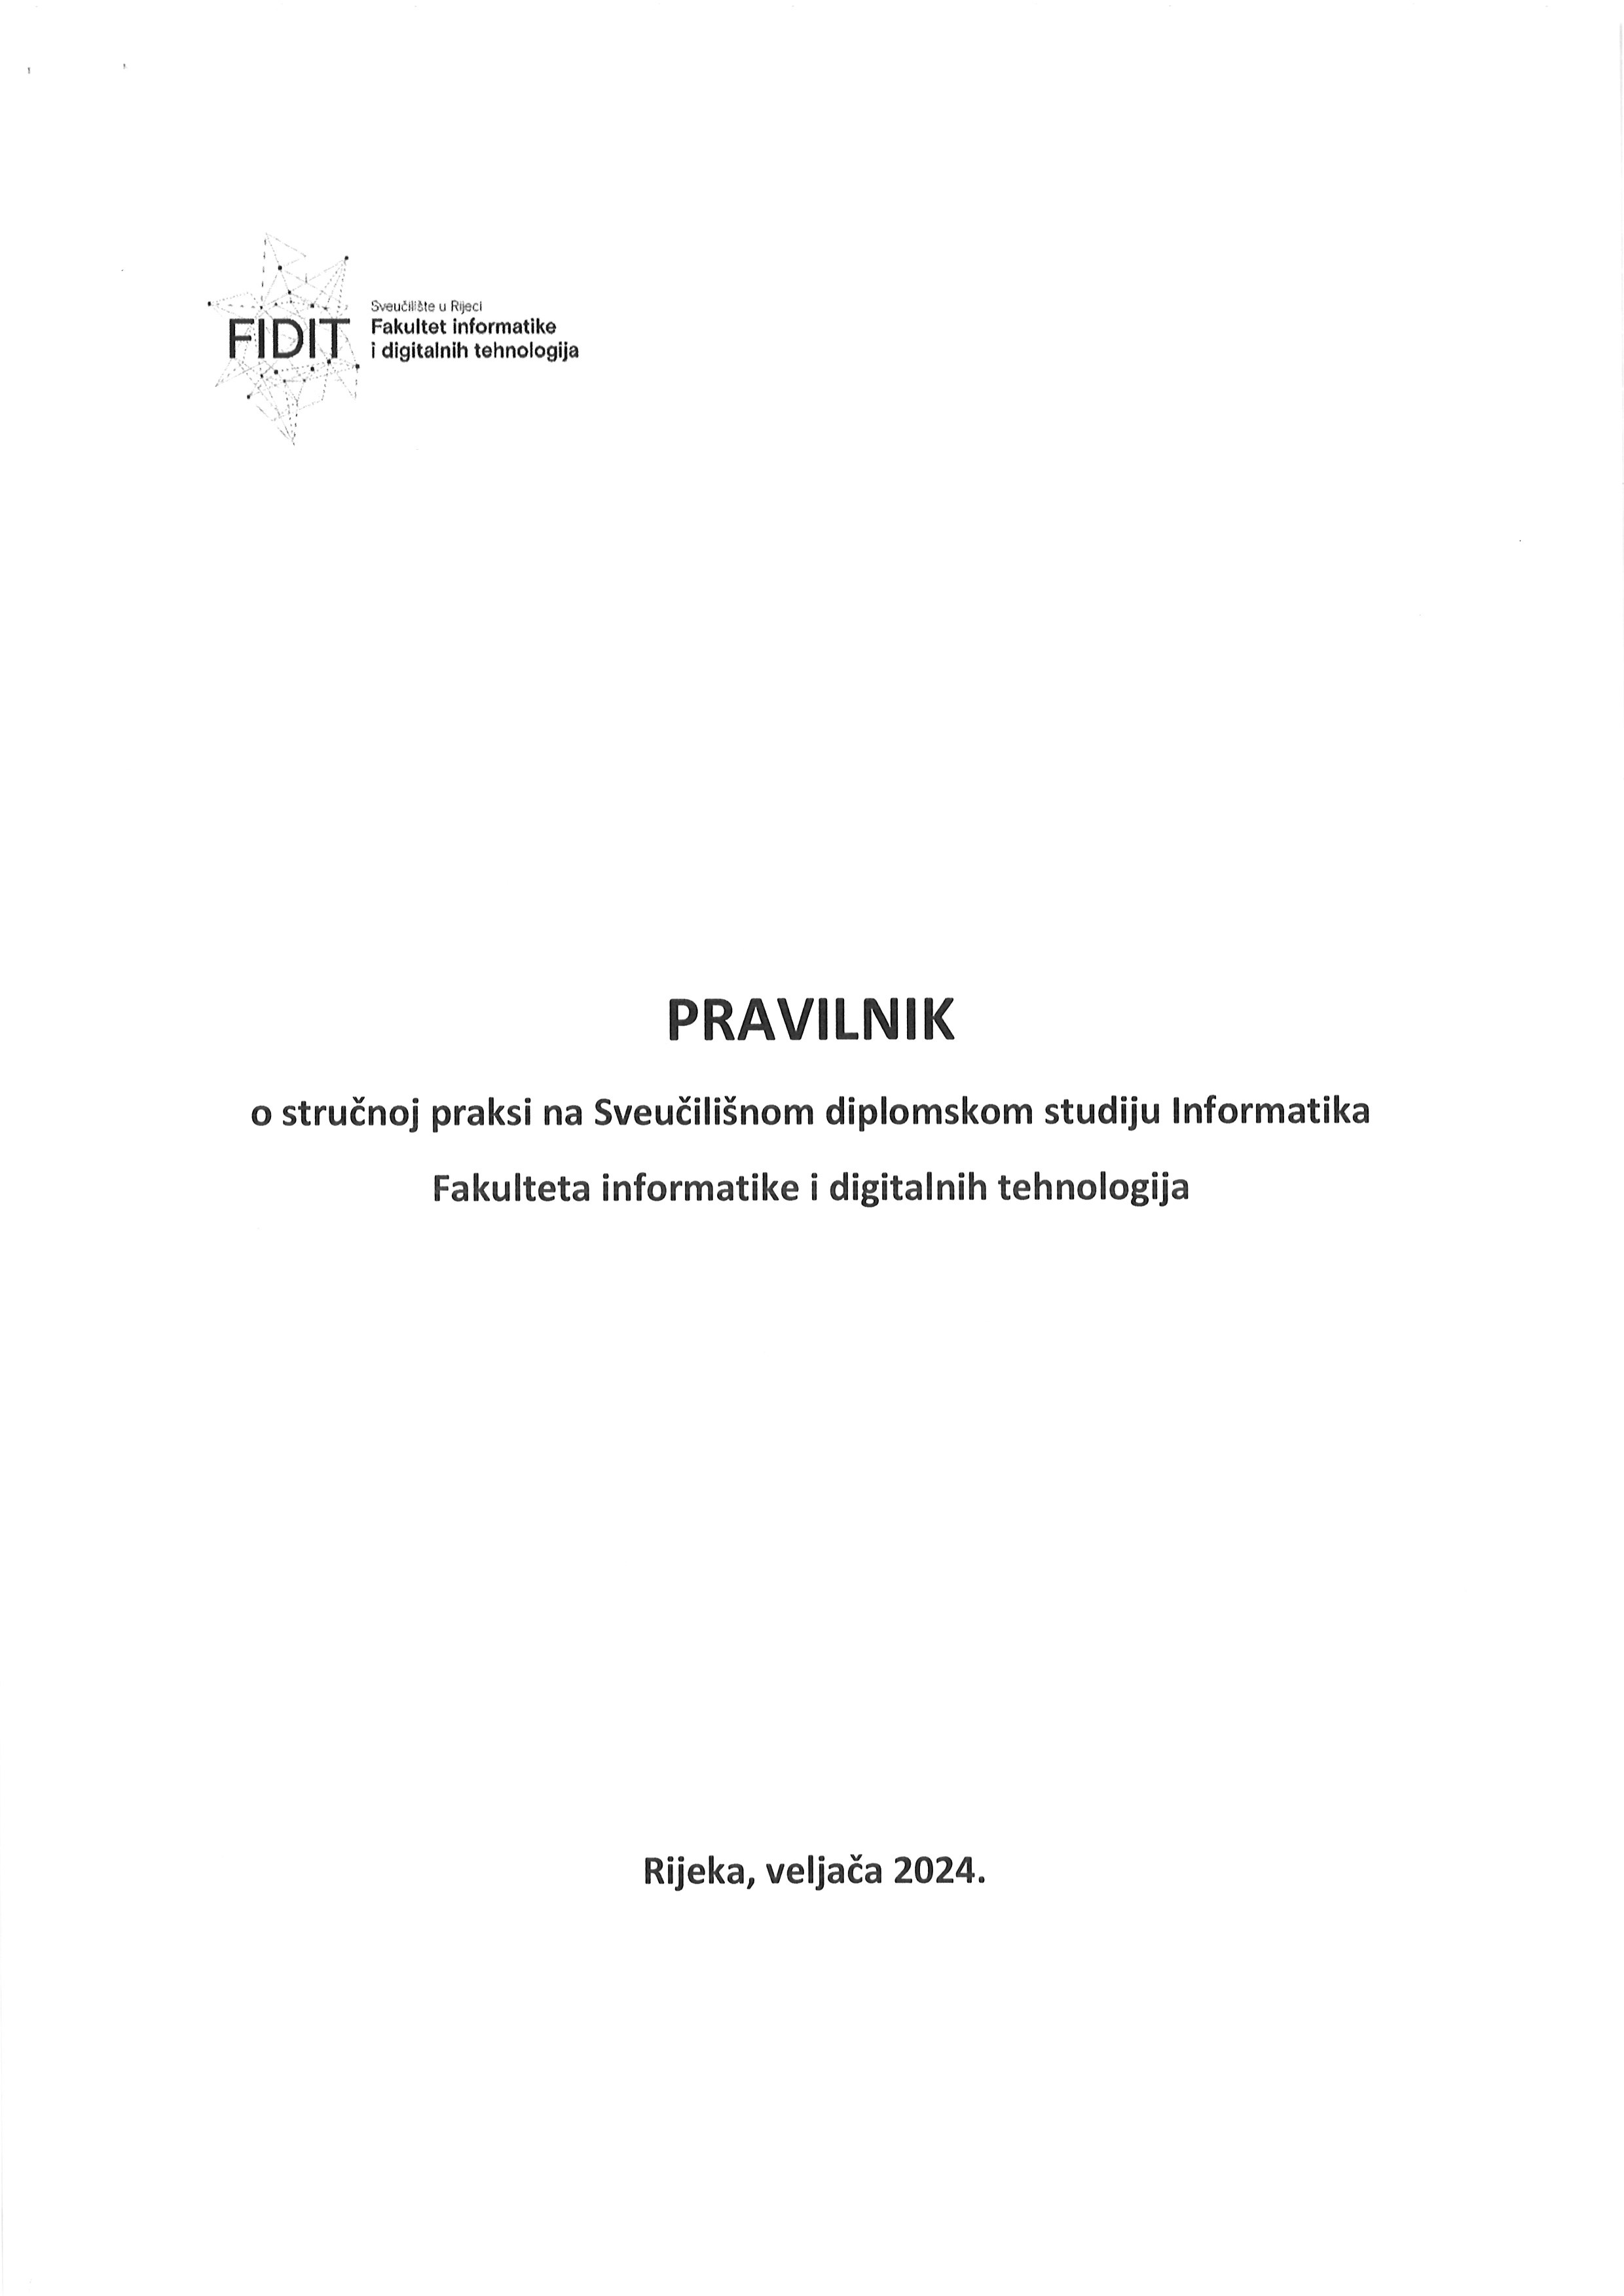 FIDIT
Sveučilište u Rijeci
Fakultet informatike
i digitalnih tehnologija
PRAVILNIK
o stručnoj praksi na Sveučilišnom diplomskom studiju Informatika
Fakulteta informatike i digitalnih tehnologija
Rijeka, veljača 2024.